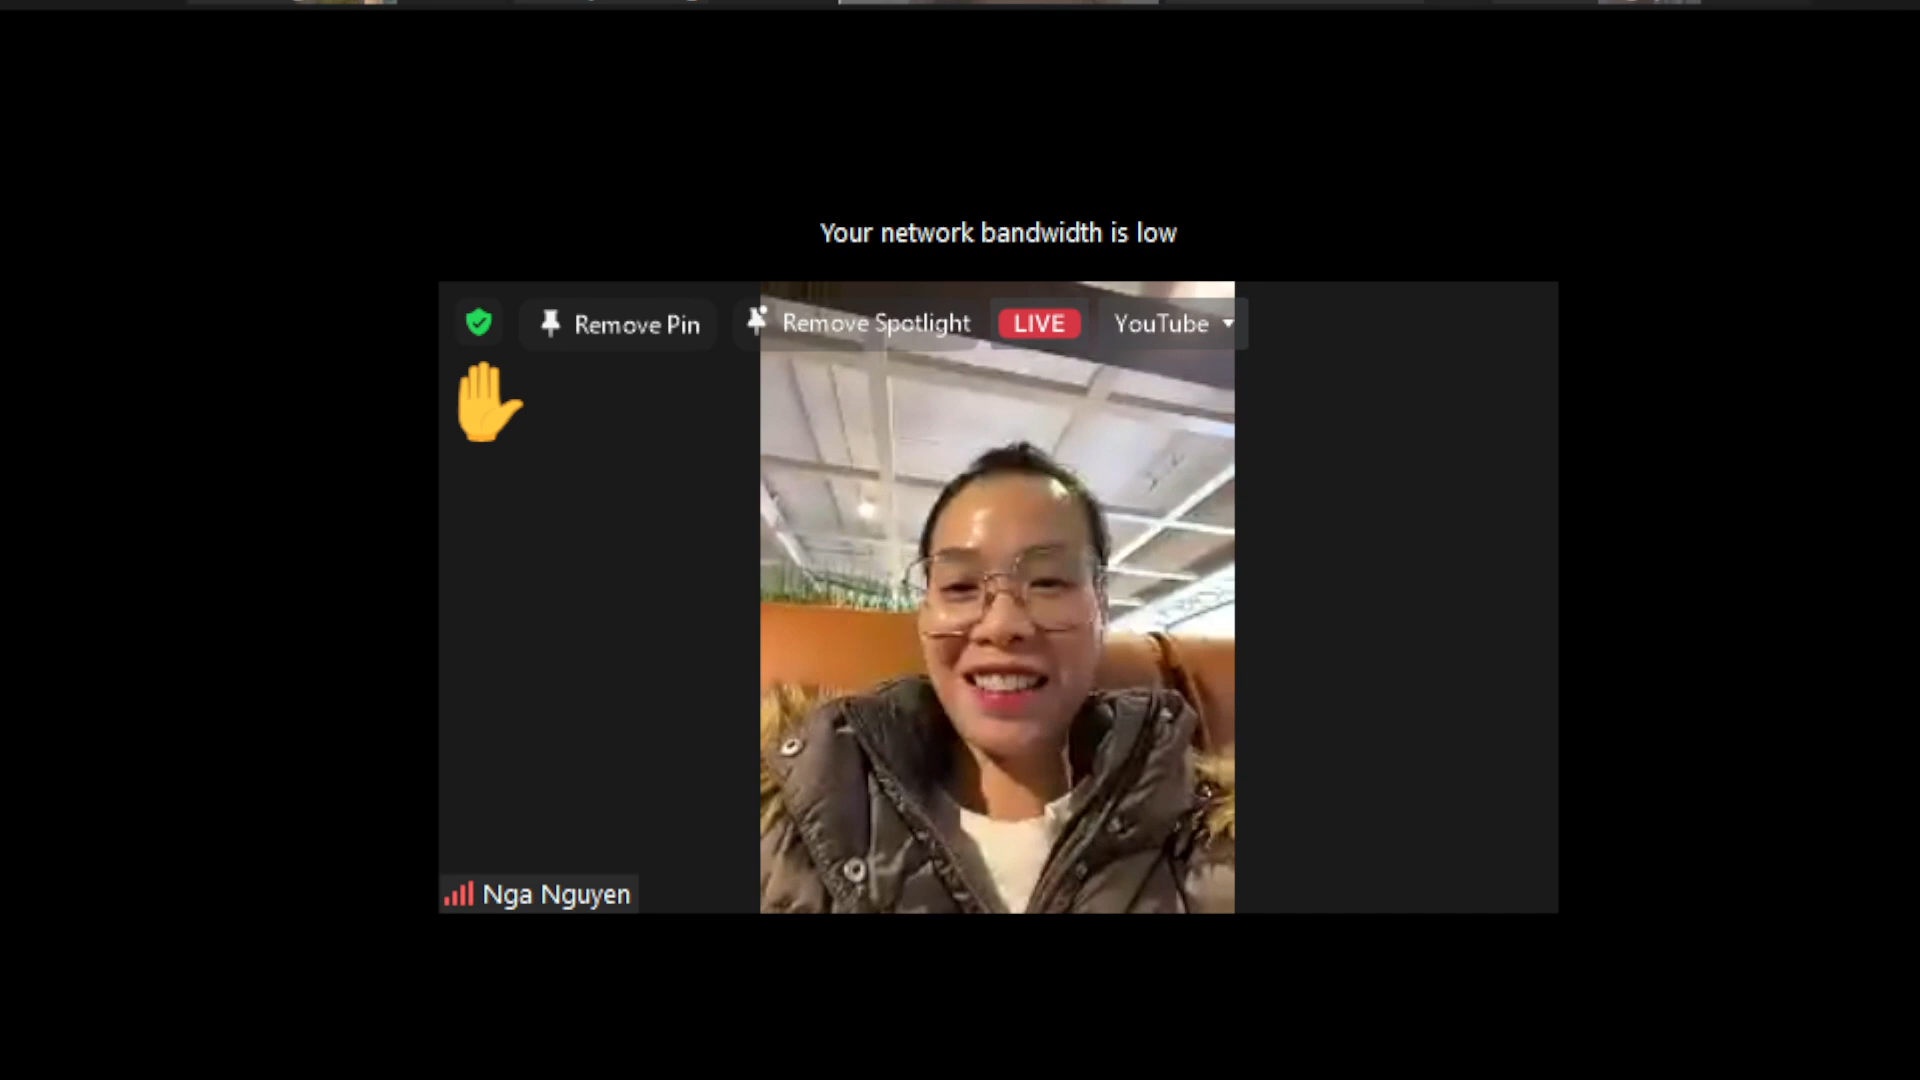 Your network bandwidth is low
Remove Pin
Remove Spotlight
LIVE
YouTube
Nga Nguyen